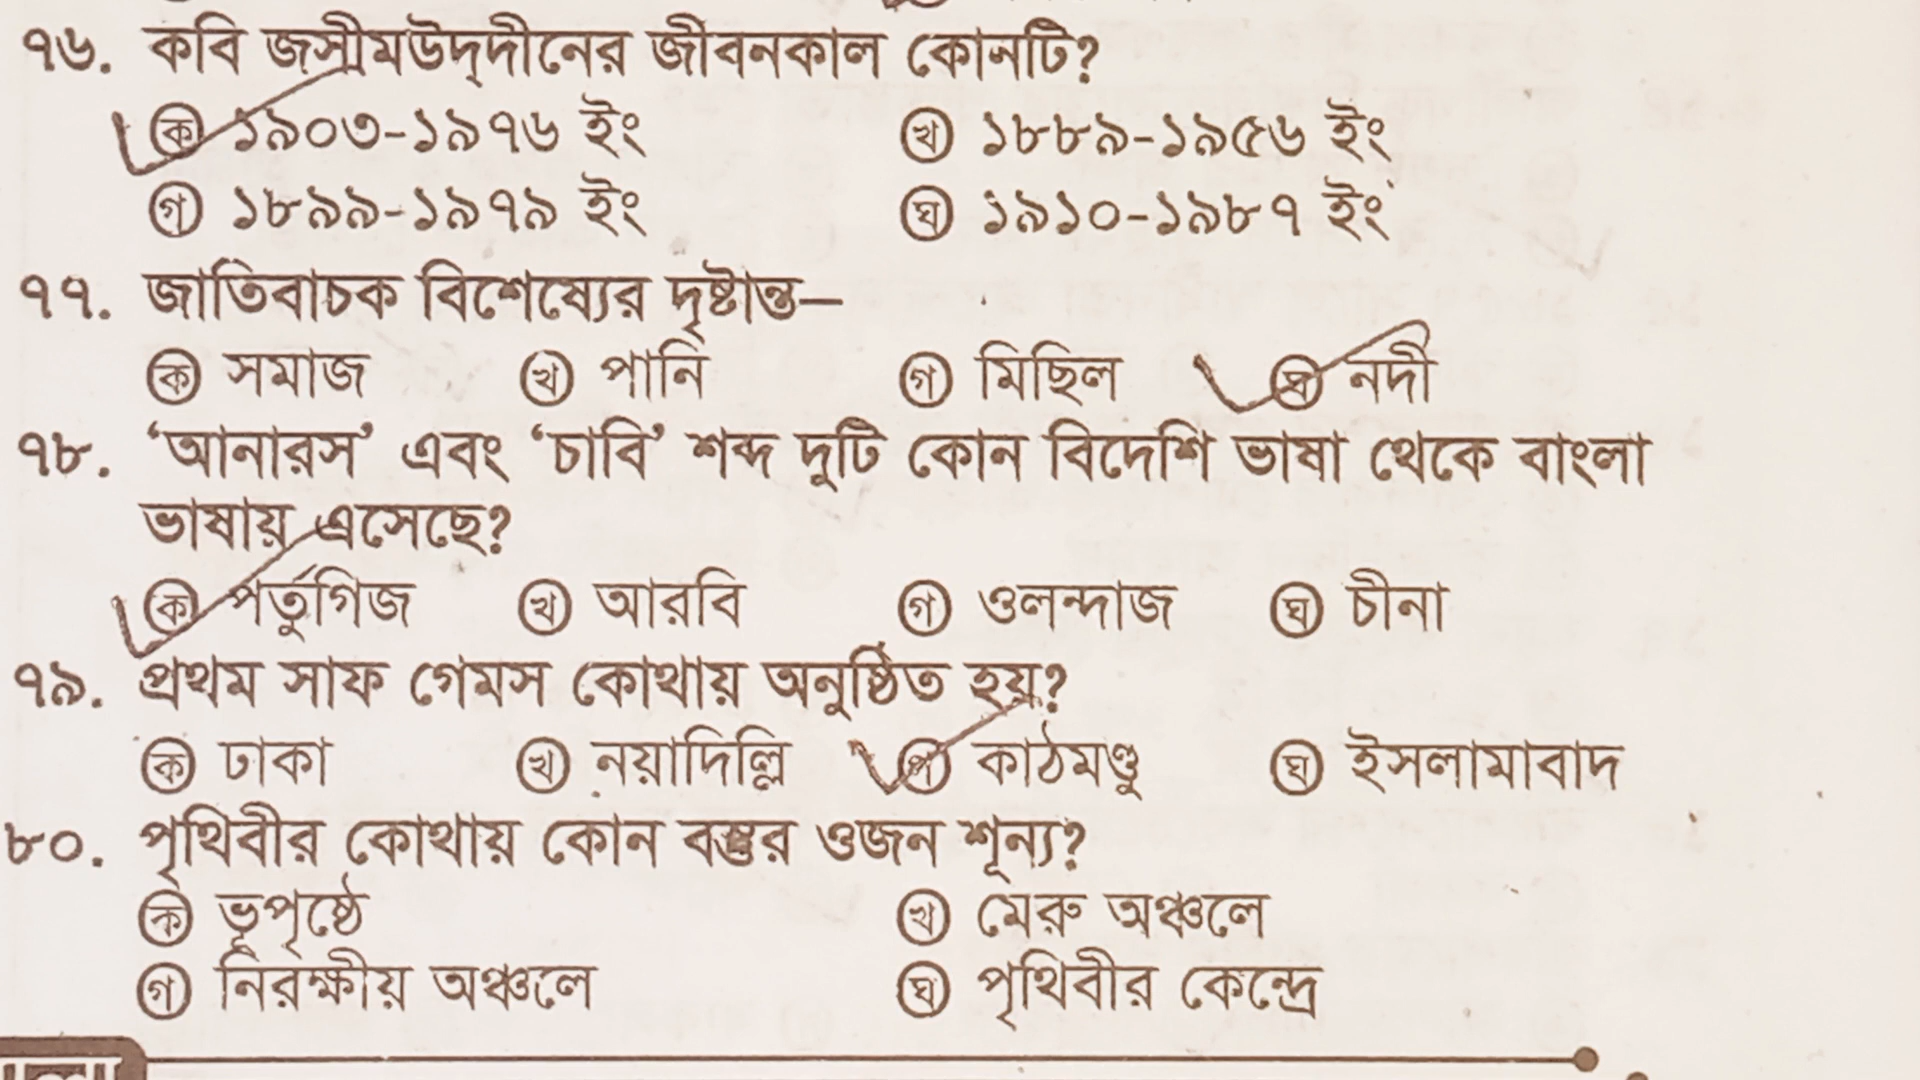 ৭৬. কবি জসীমউদ্‌দীনের জীবনকাল কোনটি?
ক ১৯০৩-১৯৭৬ ইং খ ১৮৮৯-১৯৫৬ ইং
গ ১৮৯৯-১৯৭৯ ইং ঘ ১৯১০-১৯৮৭ ইং
৭৭. জাতিবাচক বিশেষ্যের দৃষ্টান্ত—
ক সমাজ খ পানি গ মিছিল ঘ নদী
৭৮. ‘আনারস’ এবং ‘চাবি’ শব্দ দুটি কোন বিদেশি ভাষা থেকে বাংলা
ভাষায় এসেছে?
ক পর্তুগিজ খ আরবি গ ওলন্দাজ ঘ চীনা
৭৯. প্রথম সাফ গেমস কোথায় অনুষ্ঠিত হয়?
ক ঢাকা খ নয়াদিল্লি গ কাঠমণ্ডু ঘ ইসলামাবাদ
৮০. পৃথিবীর কোথায় কোন বস্তুর ওজন শূন্য?
ক ভূপৃষ্ঠে খ মেরু অঞ্চলে
গ নিরক্ষীয় অঞ্চলে ঘ পৃথিবীর কেন্দ্রে